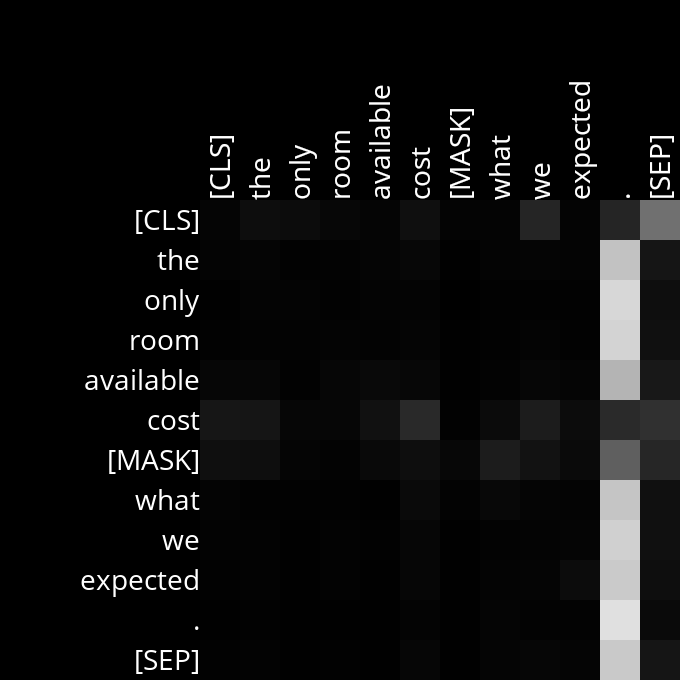 [CLS] the only room available cost [MASK] what we expected . [SEP]
[CLS]
the
only
room
available
cost
[MASK]
what
we
expected
.
[SEP]